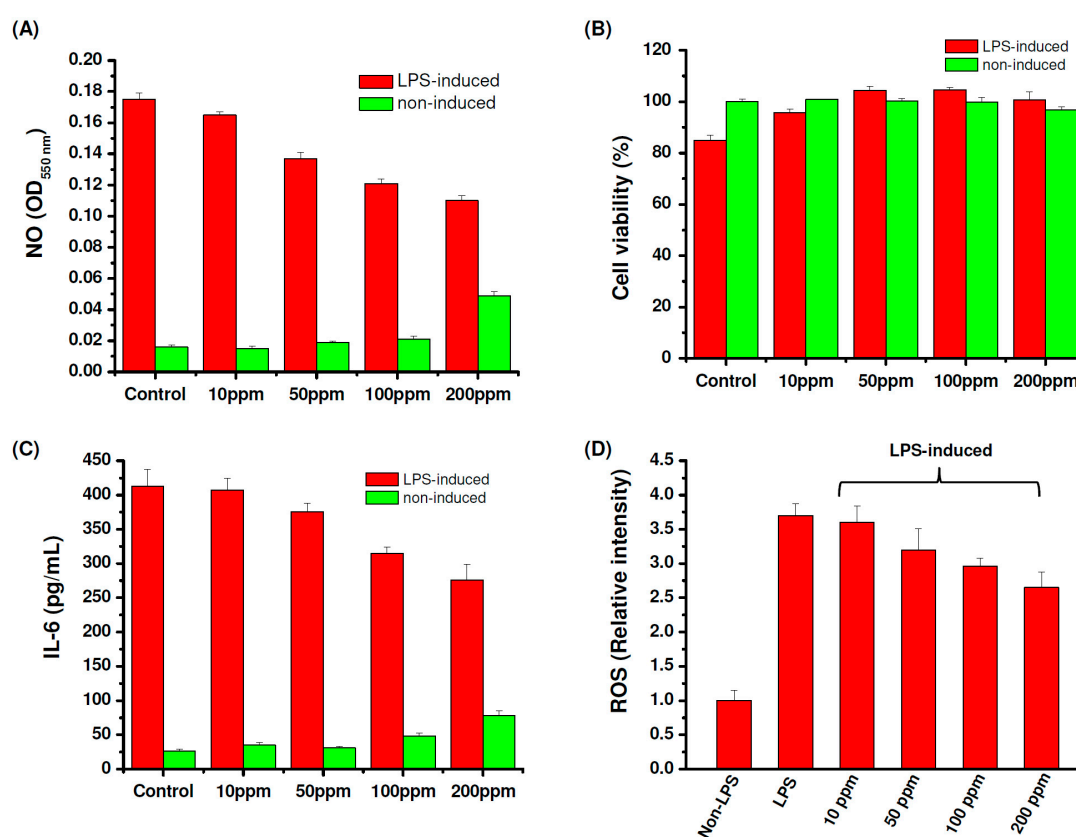 (A)
0.20
0.18
0.16
0.14
0.12
0.10
0.08
0.06
0.04
0.02
0.00
NO (OD550 nm)
LPS-induced
non-induced
Control 10ppm 50ppm 100ppm 200ppm
(B)
120
100
80
60
40
20
0
Cell viability (%)
LPS-induced
non-induced
Control 10ppm 50ppm 100ppm 200ppm
(C)
450
400
350
300
250
200
150
100
50
0
IL-6 (pg/mL)
LPS-induced
non-induced
Control 10ppm 50ppm 100ppm 200ppm
(D)
LPS-induced
4.5
4.0
3.5
3.0
2.5
2.0
1.5
1.0
0.5
0.0
ROS (Relative intensity)
Non-LPS LPS 10 ppm 50 ppm 100 ppm 200 ppm